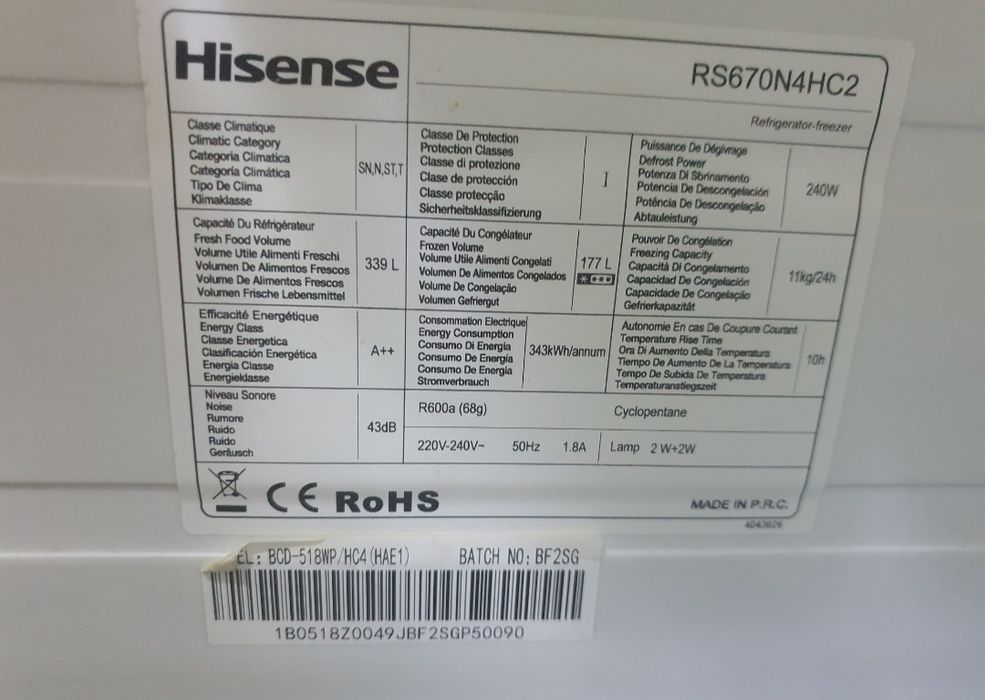 Hisense
RS670N4HC2
Refrigerator-freezer
Classe Climatique
Climatic Category
Categoria Climatica
Categoría Climática
Tipo De Clima
Klimaklasse
SN,N,ST,T
Classe De Protection
Protection Classes
Classe di protezione
Clase de protección
Classe protecção
Sicherheitsklassifizierung
I
Puissance De Dégivrage
Defrost Power
Potenza Di Sbrinamento
Potencia De Descongelación
Potência De Descongelação
Abtauleistung
240W
Capacité Du Réfrigérateur
Fresh Food Volume
Volume Utile Alimenti Freschi
Volumen De Alimentos Frescos
Volume De Alimentos Frescos
Volumen Frische Lebensmittel
339 L
Capacité Du Congélateur
Frozen Volume
Volume Utile Alimenti Congelati
Volumen De Alimentos Congelados
Volume De Congelação
Volumen Gefriergut
177 L
Pouvoir De Congélation
Freezing Capacity
Capacità Di Congelamento
Capacidad De Congelación
Capacidade De Congelação
Gefrierkapazität
11kg/24h
Efficacité Energétique
Energy Class
Classe Energetica
Clasificación Energética
Energia Classe
Energieklasse
A++
Consommation Electrique
Energy Consumption
Consumo Di Energia
Consumo De Energía
Consumo De Energia
Stromverbrauch
343kWh/annum
Autonomie En cas De Coupure Courant
Temperature Rise Time
Ora Di Aumento Della Temperatura
Tiempo De Aumento De La Temperatura
Tempo De Subida De Temperatura
Temperaturanstiegszeit
10h
Niveau Sonore
Noise
Rumore
Ruido
Ruido
Geräusch
43dB
R600a (68g)
Cyclopentane
220V-240V~ 50Hz 1.8A Lamp 2 W+2W
CE RoHS
MADE IN P.R.C.
4043626
EL: BCD-518WP/HC4(HAE1) BATCH NO: BF2SG
1B0518Z0049JBF2SGP50090